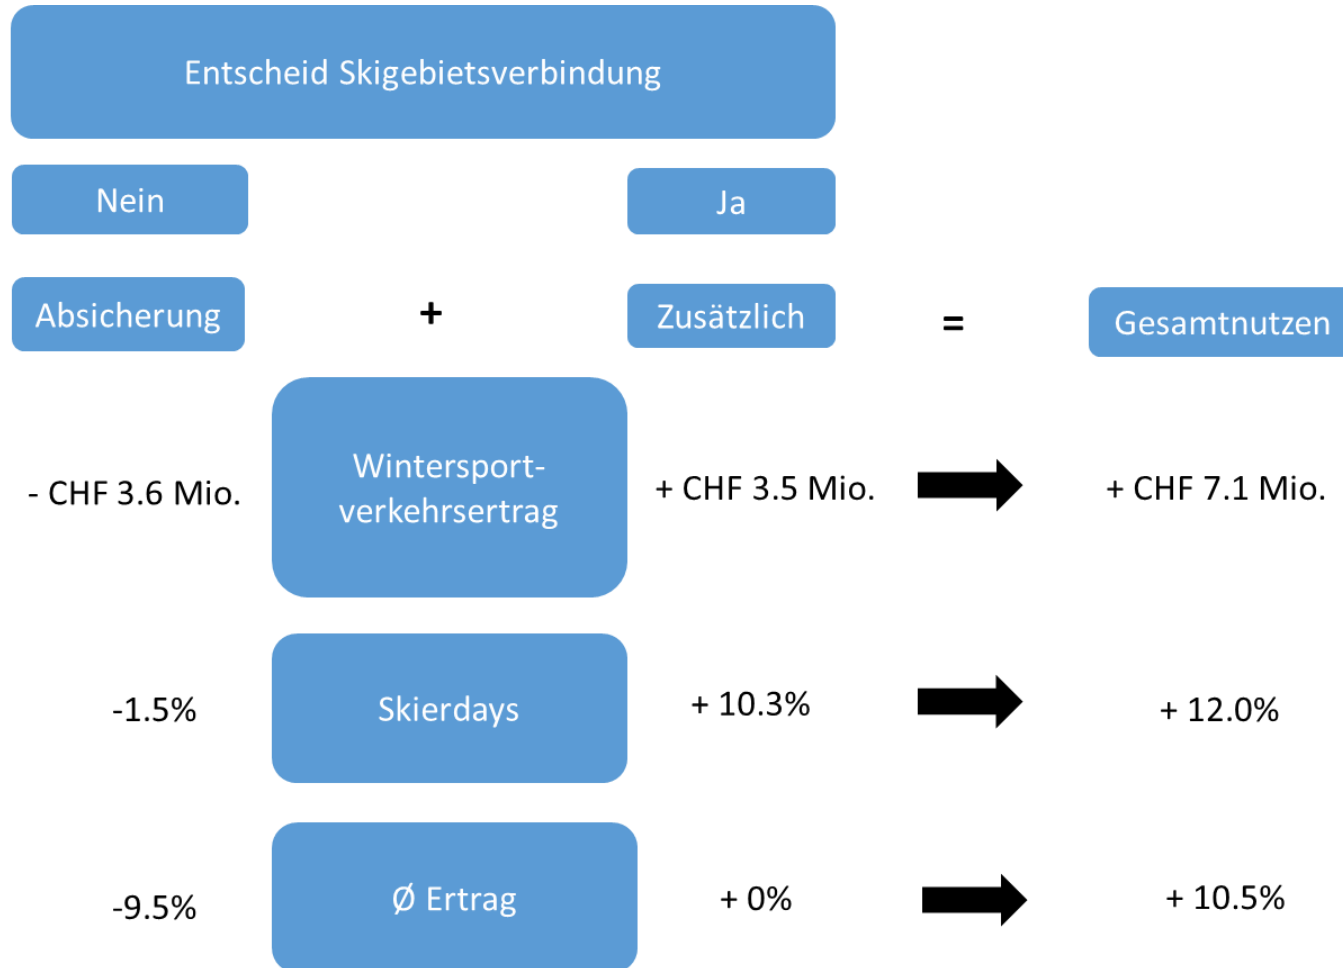 Entscheid Skigebietsverbindung
Nein
Ja
Absicherung
+
Zusätzlich
=
Gesamtnutzen
- CHF 3.6 Mio.
Wintersport-
verkehrsertrag
+ CHF 3.5 Mio.
+ CHF 7.1 Mio.
-1.5%
Skierdays
+ 10.3%
+ 12.0%
-9.5%
Ø Ertrag
+ 0%
+ 10.5%